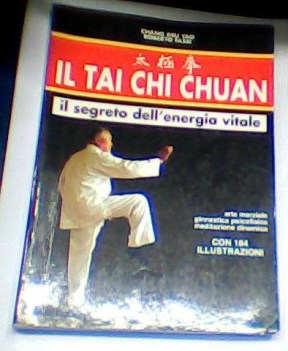 CHANG DSU YAO
ROBERTO FASSI
太極拳
IL TAI CHI CHUAN
il segreto dell'energia vitale
arte marziale
ginnastica psicofisica
meditazione dinamica
CON 184
ILLUSTRAZIONI